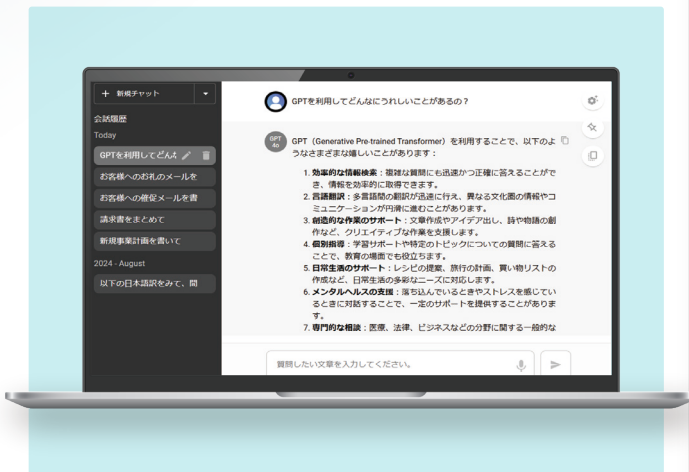 + 新規チャット
会話履歴
Today
GPTを利用してどんな
お客様へのお礼のメールを
お客様への催促メールを書
請求書をまとめて
新規事業計画を書いて
2024 - August
以下の日本語訳をみて、間
GPTを利用してどんなにうれしいことがあるの？
GPT
4o
GPT（Generative Pre-trained Transformer）を利用することで、以下のよ
うなさまざまな嬉しいことがあります：
1. 効率的な情報検索：複雑な質問にも迅速かつ正確に答えることがで
き、情報を効率的に取得できます。
2. 言語翻訳：多言語間の翻訳が迅速に行え、異なる文化圏の情報やコ
ミュニケーションが円滑に進むことがあります。
3. 創造的な作業のサポート：文章作成やアイデア出し、詩や物語の創
作など、クリエイティブな作業を支援します。
4. 個別指導：学習サポートや特定のトピックについての質問に答える
ことで、教育の場面でも役立ちます。
5. 日常生活のサポート：レシピの提案、旅行の計画、買い物リストの
作成など、日常生活の多彩なニーズに対応します。
6. メンタルヘルスの支援：落ち込んでいるときやストレスを感じてい
るときに対話することで、一定のサポートを提供することがありま
す。
7. 専門的な相談：医療、法律、ビジネスなどの分野に関する一般的な
質問したい文章を入力してください。